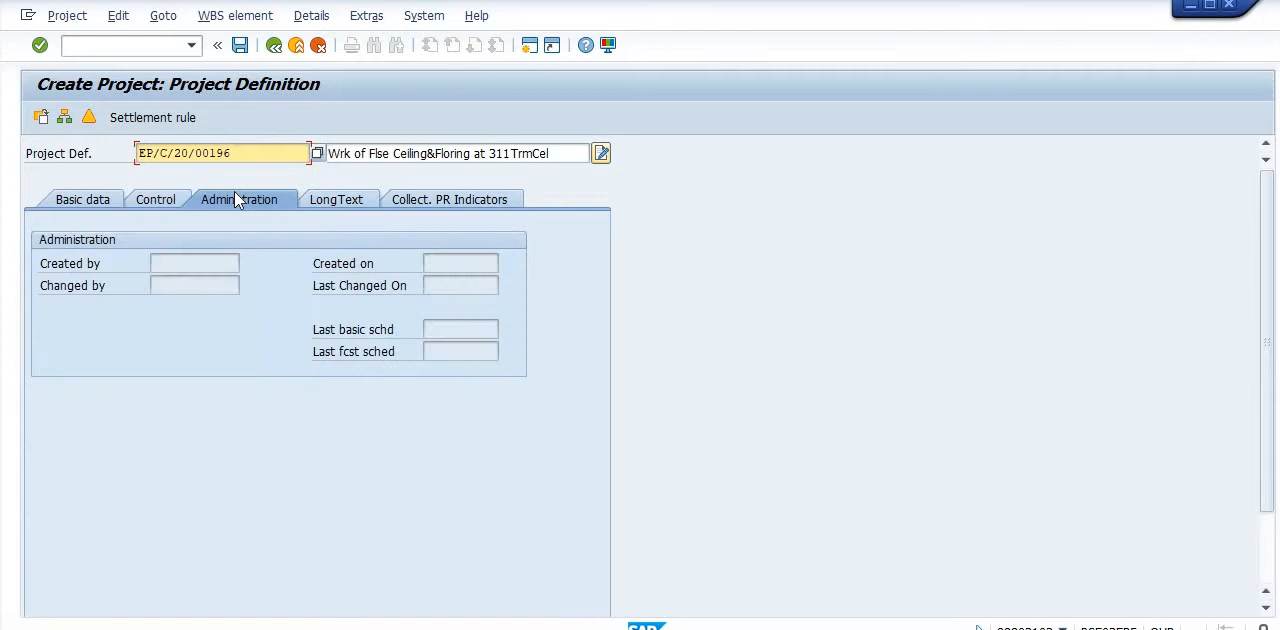 Project Edit Goto WBS element Details Extras System Help
Create Project: Project Definition
Settlement rule
Project Def. EP/C/20/00196 Wrk of Flse Ceiling&Floring at 311TrmCel
Basic data Control Administration LongText Collect. PR Indicators
Administration
Created by Created on
Changed by Last Changed On
Last basic schd
Last fcst sched
SAP